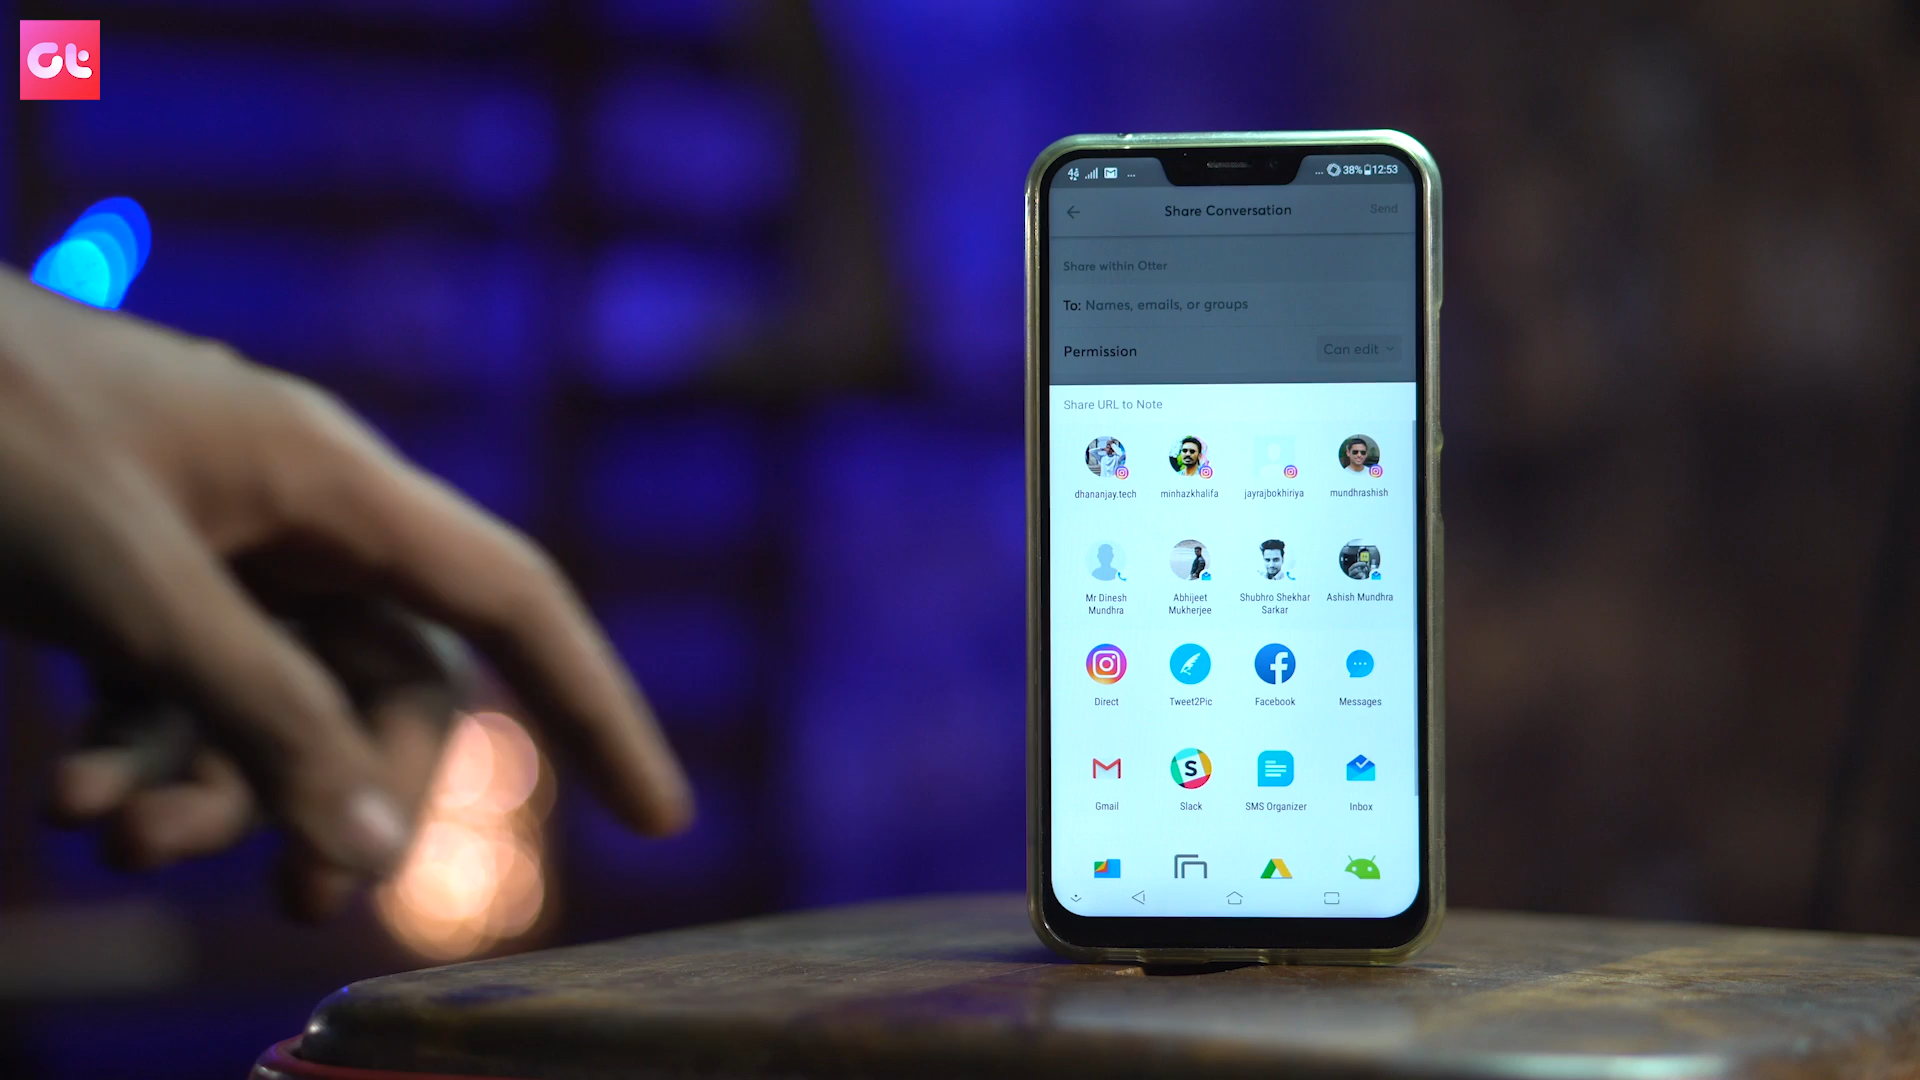 Gt
4G ... ... 38% 12:53
Share Conversation Send
Share within Otter
To: Names, emails, or groups
Permission Can edit
Share URL to Note
dhananjay.tech minhazkhalifa jayrajbokhiriya mundhrashish
Mr Dinesh Mundhra Abhijeet Mukherjee Shubhro Shekhar Sarkar Ashish Mundhra
Direct Tweet2Pic Facebook Messages
S
Gmail Slack SMS Organizer Inbox